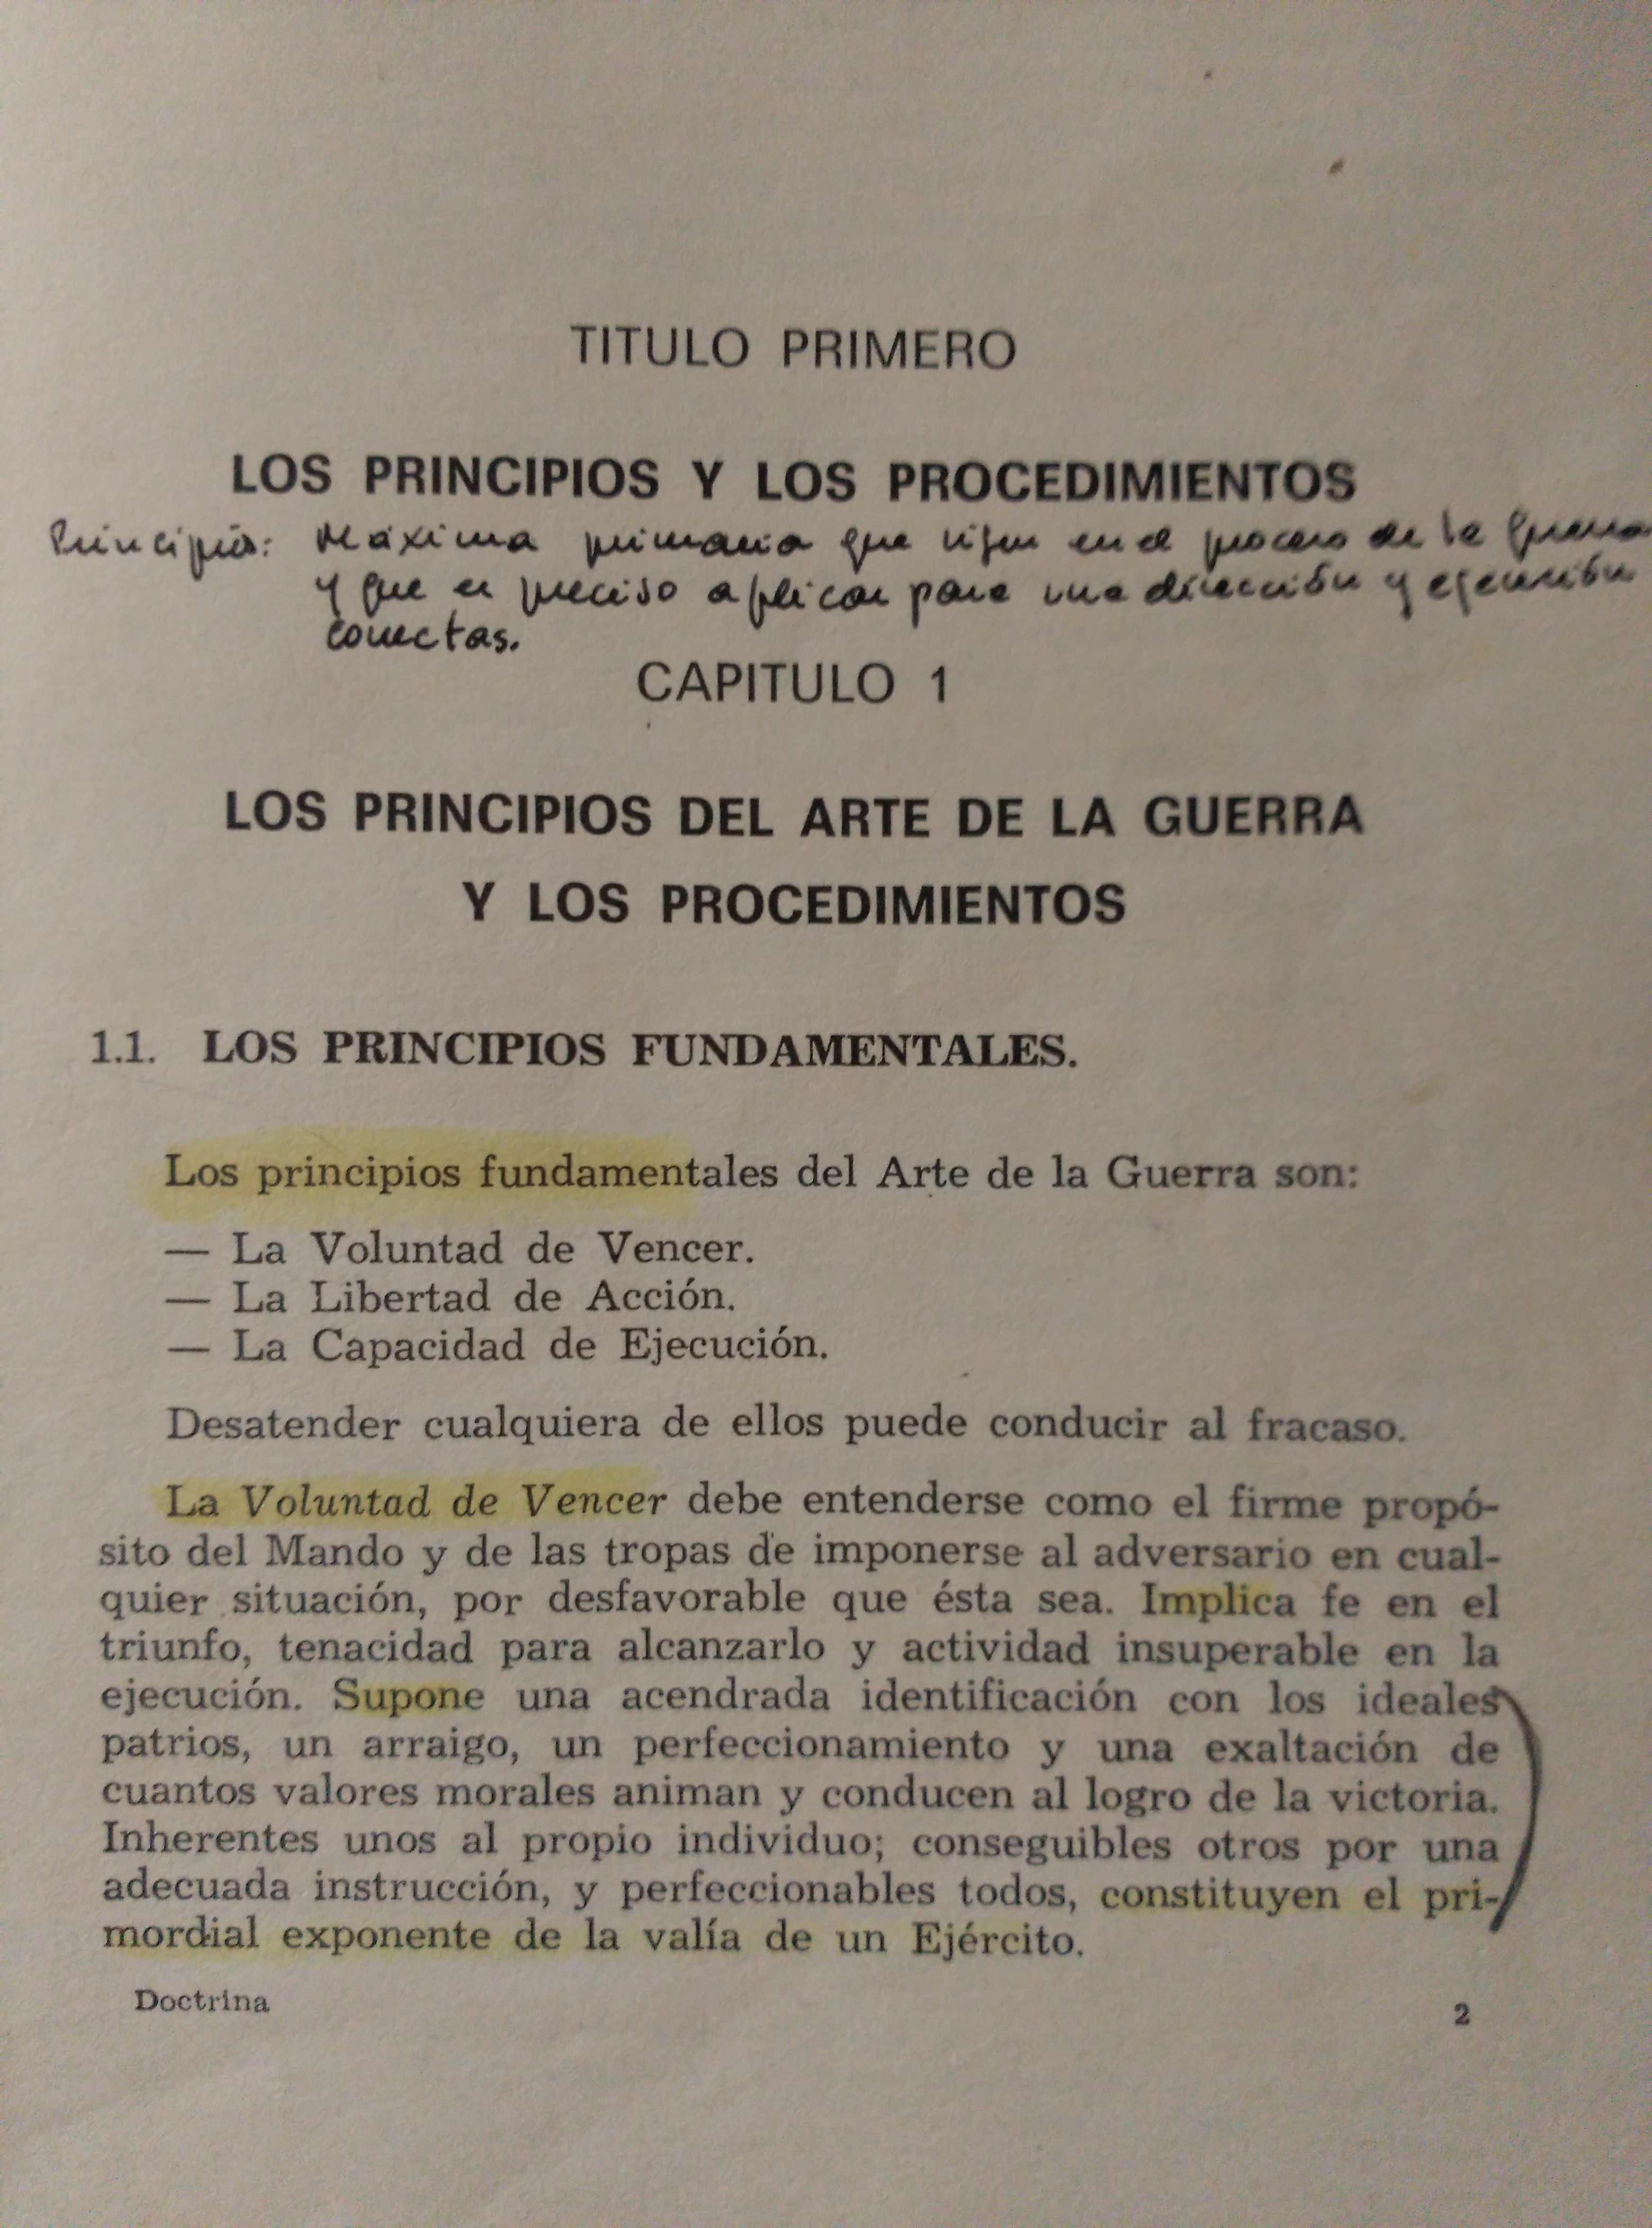 TITULO PRIMERO
LOS PRINCIPIOS Y LOS PROCEDIMIENTOS
Principio: Máxima primaria que rigen en el proceso de la guerra
y que es preciso aplicar para una dirección y ejecución
correctas.
CAPITULO 1
LOS PRINCIPIOS DEL ARTE DE LA GUERRA
Y LOS PROCEDIMIENTOS
1.1. LOS PRINCIPIOS FUNDAMENTALES.
Los principios fundamentales del Arte de la Guerra son:
— La Voluntad de Vencer.
— La Libertad de Acción.
— La Capacidad de Ejecución.
Desatender cualquiera de ellos puede conducir al fracaso.
La Voluntad de Vencer debe entenderse como el firme propó-
sito del Mando y de las tropas de imponerse al adversario en cual-
quier situación, por desfavorable que ésta sea. Implica fe en el
triunfo, tenacidad para alcanzarlo y actividad insuperable en la
ejecución. Supone una acendrada identificación con los ideales
patrios, un arraigo, un perfeccionamiento y una exaltación de
cuantos valores morales animan y conducen al logro de la victoria.
Inherentes unos al propio individuo; conseguibles otros por una
adecuada instrucción, y perfeccionables todos, constituyen el pri-
mordial exponente de la valía de un Ejército.
Doctrina
2